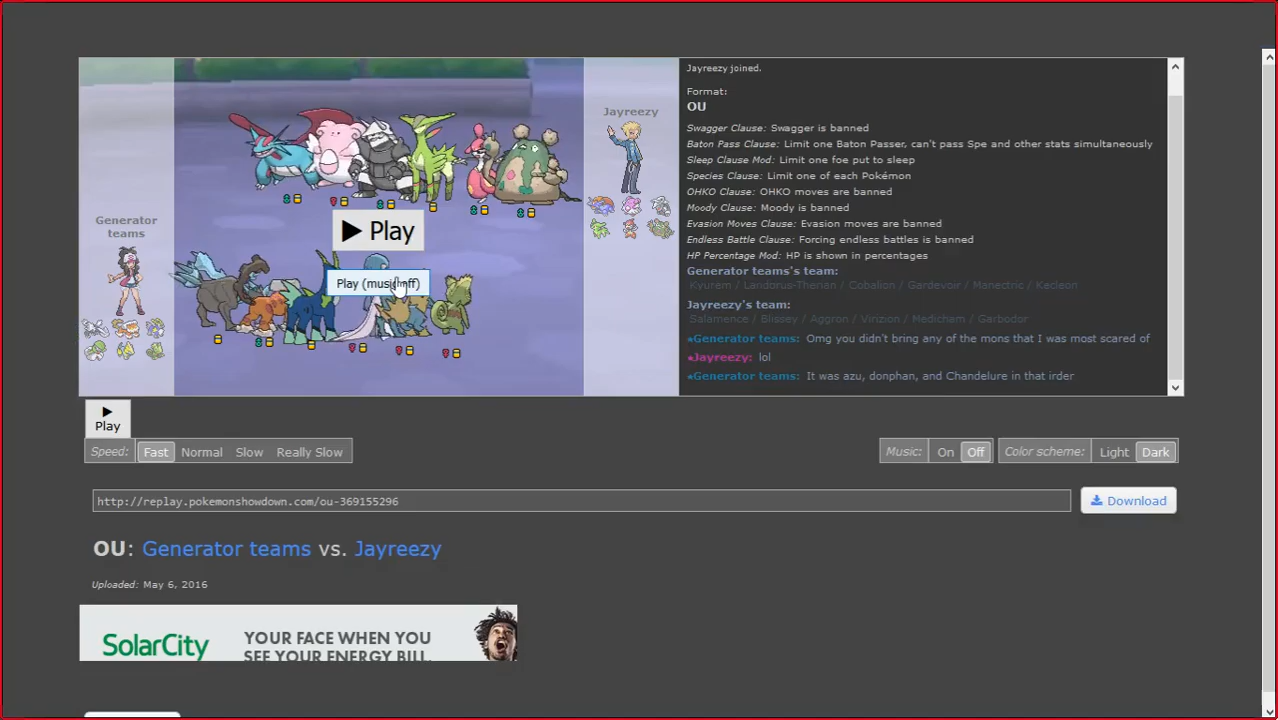 Jayreezy joined.
Format:
OU
Swagger Clause: Swagger is banned
Baton Pass Clause: Limit one Baton Passer, can't pass Spe and other stats simultaneously
Sleep Clause Mod: Limit one foe put to sleep
Species Clause: Limit one of each Pokémon
OHKO Clause: OHKO moves are banned
Moody Clause: Moody is banned
Evasion Moves Clause: Evasion moves are banned
Endless Battle Clause: Forcing endless battles is banned
HP Percentage Mod: HP is shown in percentages
Generator teams's team:
Kyurem / Landorus-Therian / Cobalion / Gardevoir / Manectric / Kecleon
Jayreezy's team:
Salamence / Blissey / Aggron / Virizion / Medicham / Garbodor
★Generator teams: Omg you didn't bring any of the mons that I was most scared of
★Jayreezy: lol
★Generator teams: It was azu, donphan, and Chandelure in that irder
Jayreezy
Generator
teams
Play
Play (music off)
Play
Speed: Fast Normal Slow Really Slow
Music: On Off
Color scheme: Light Dark
http://replay.pokemonshowdown.com/ou-369155296
Download
OU: Generator teams vs. Jayreezy
Uploaded: May 6, 2016
SolarCity
YOUR FACE WHEN YOU
SEE YOUR ENERGY BILL.